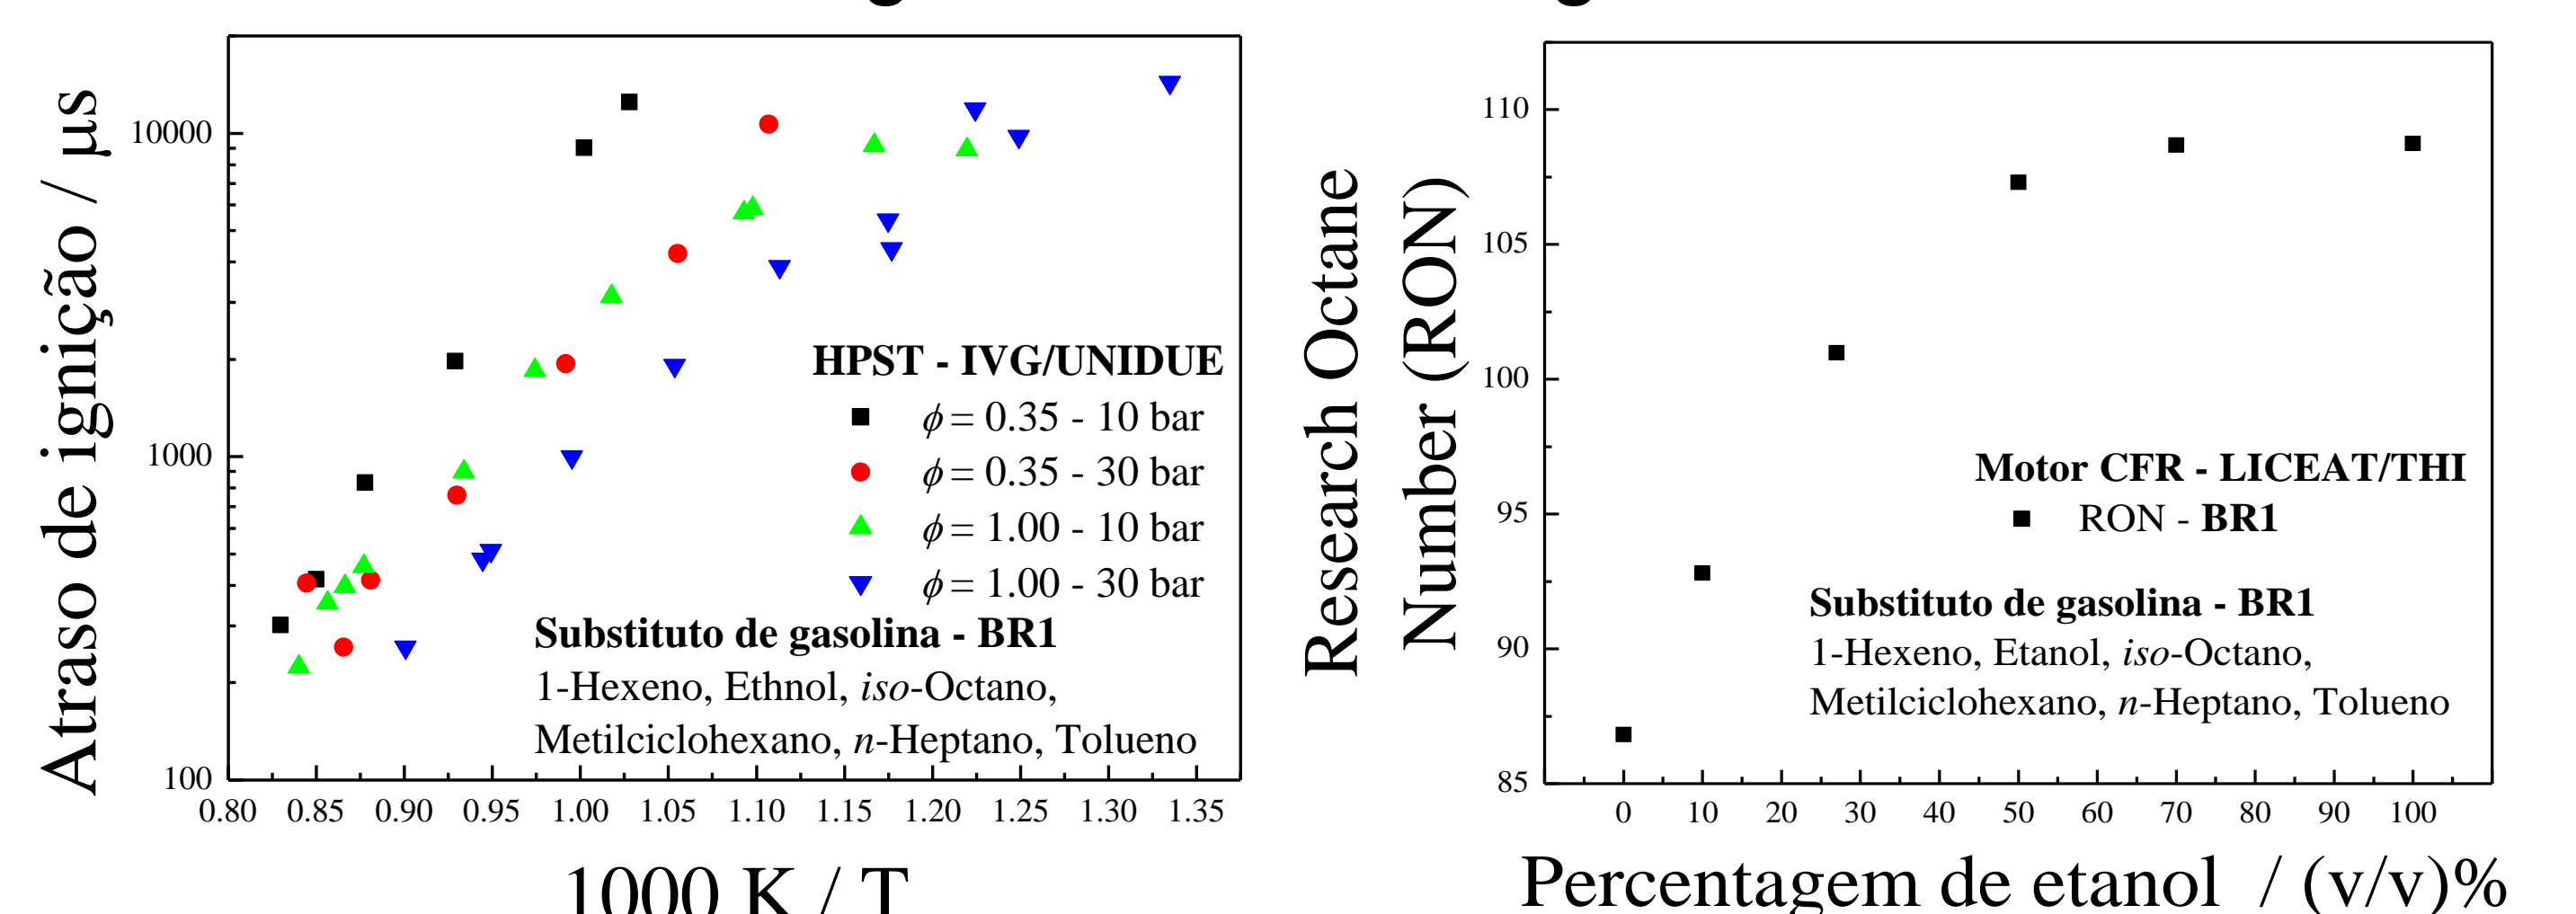 Atraso de ignição / µs
10000
1000
100
HPST - IVG/UNIDUE
ϕ = 0.35 - 10 bar
ϕ = 0.35 - 30 bar
ϕ = 1.00 - 10 bar
ϕ = 1.00 - 30 bar
Substituto de gasolina - BR1
1-Hexeno, Ethnol, iso-Octano,
Metilciclohexano, n-Heptano, Tolueno
0.80 0.85 0.90 0.95 1.00 1.05 1.10 1.15 1.20 1.25 1.30 1.35
1000 K / T
Research Octane
Number (RON)
110
105
100
95
90
85
Motor CFR - LICEAT/THI
RON - BR1
Substituto de gasolina - BR1
1-Hexeno, Etanol, iso-Octano,
Metilciclohexano, n-Heptano, Tolueno
0 10 20 30 40 50 60 70 80 90 100
Percentagem de etanol / (v/v)%